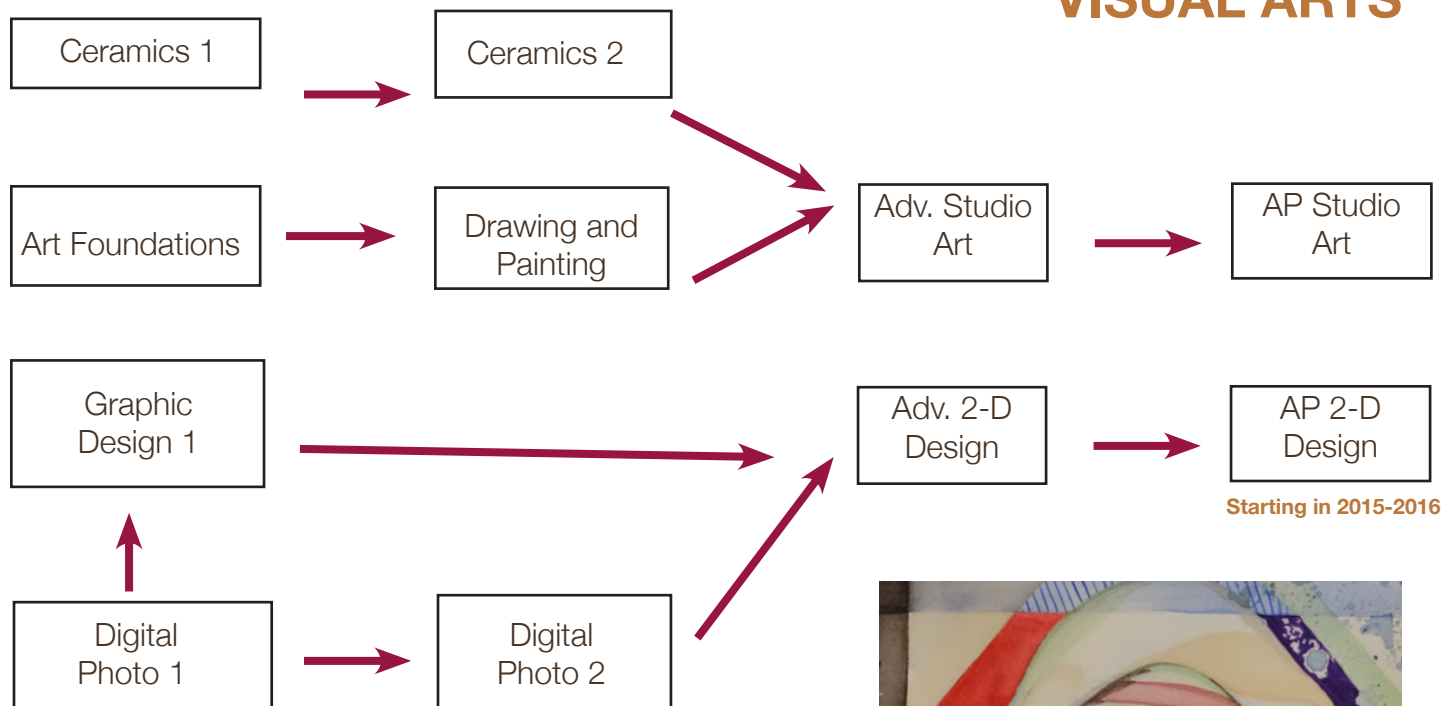 VISUAL ARTS
Ceramics 1
Ceramics 2
Art Foundations
Drawing and
Painting
Adv. Studio
Art
AP Studio
Art
Graphic
Design 1
Adv. 2-D
Design
AP 2-D
Design
Starting in 2015-2016
Digital
Photo 1
Digital
Photo 2